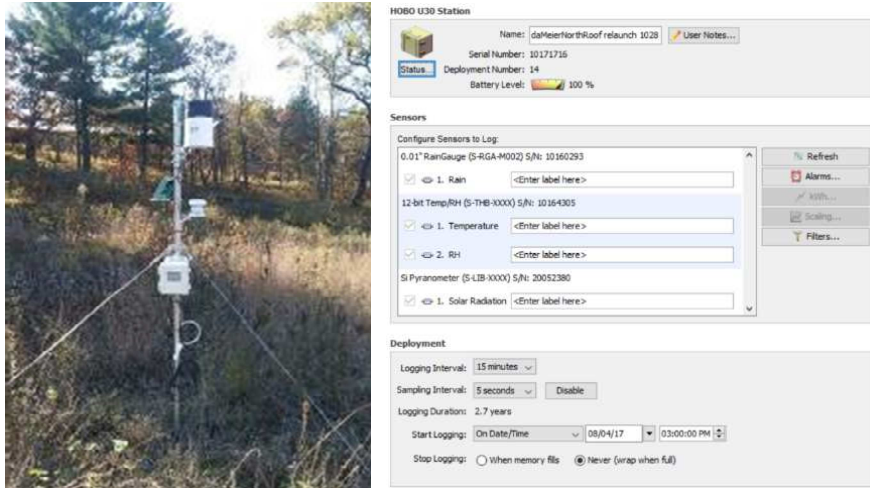 HOBO U30 Station
Name: daMeierNorthRoof relaunch 1028 User Notes...
Serial Number: 10171716
Status... Deployment Number: 14
Battery Level: 100 %
Sensors
Configure Sensors to Log:
0.01" RainGauge (S-RGA-M002) S/N: 10160293
1. Rain <Enter label here>
12-bit Temp/RH (S-THB-XXXX) S/N: 10164305
1. Temperature <Enter label here>
2. RH <Enter label here>
Si Pyranometer (S-LIB-XXXX) S/N: 20052380
1. Solar Radiation <Enter label here>
Refresh
Alarms...
kWh...
Scaling...
Filters...
Deployment
Logging Interval: 15 minutes
Sampling Interval: 5 seconds Disable
Logging Duration: 2.7 years
Start Logging: On Date/Time 08/04/17 03:00:00 PM
Stop Logging: When memory fills Never (wrap when full)